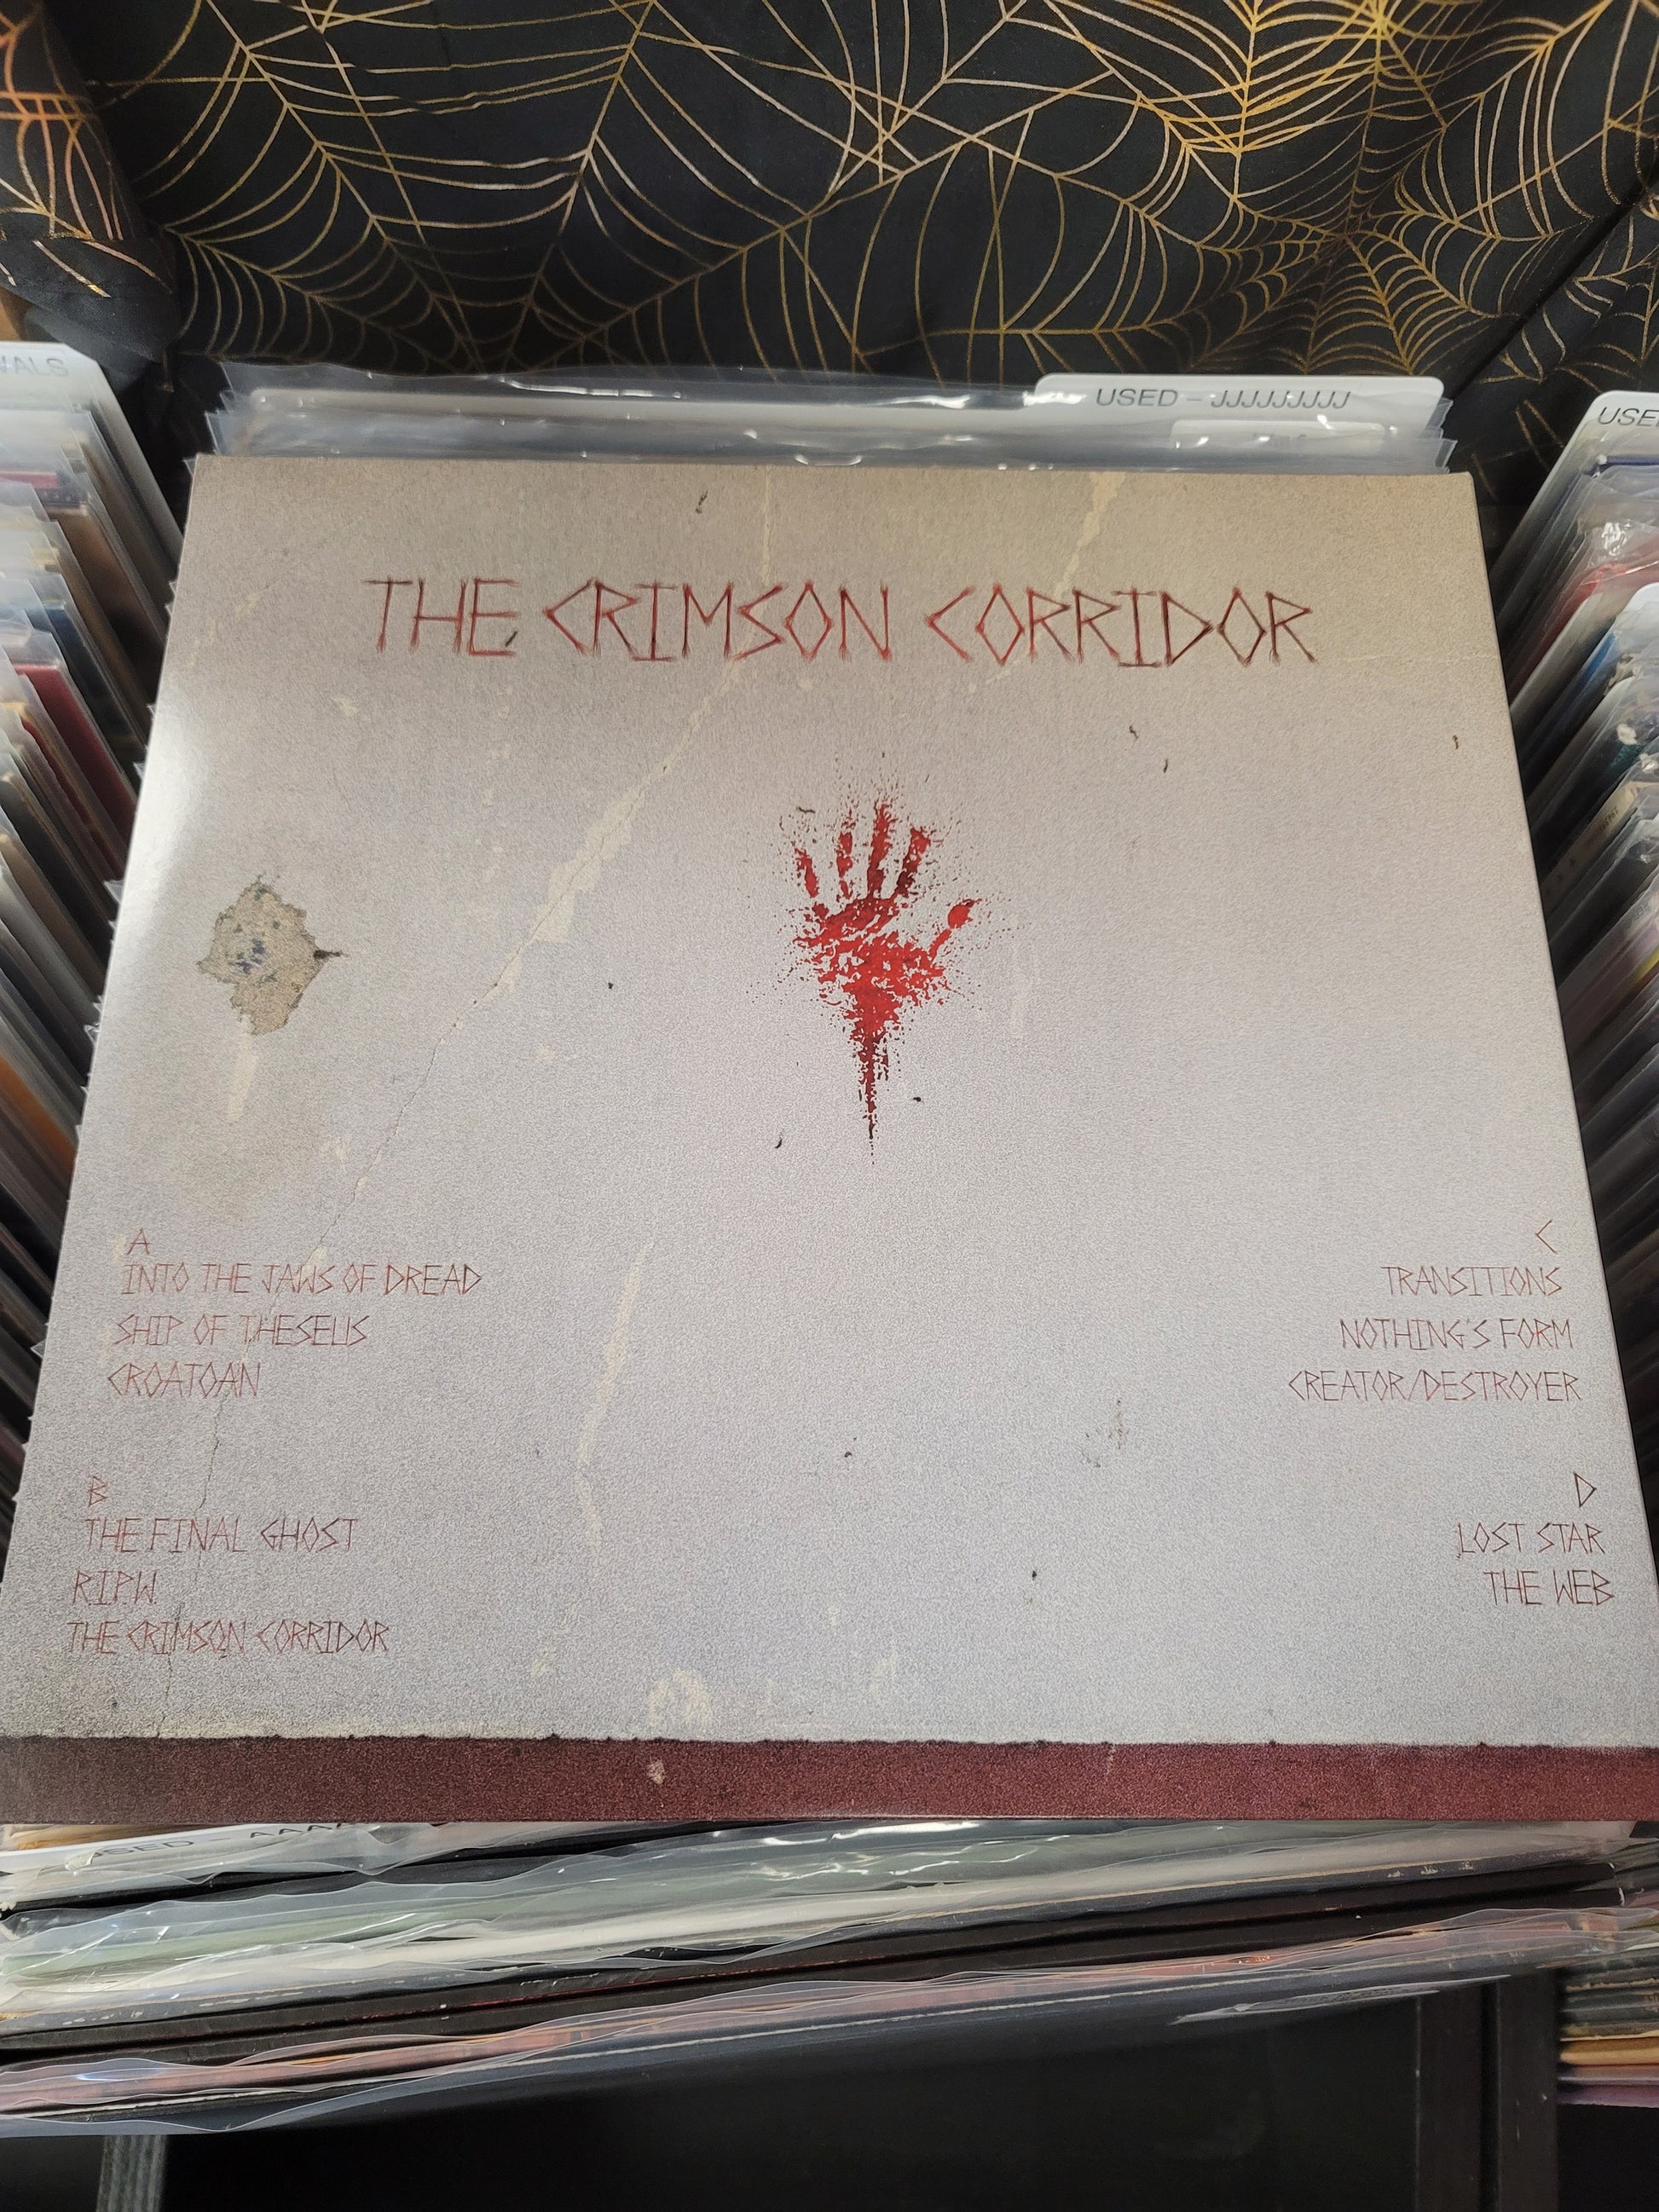 USED - JJJJJJJJJ
THE CRIMSON CORRIDOR
A
INTO THE JAWS OF DREAD
SHIP OF THESEUS
CROATOAN
B
THE FINAL GHOST
R.I.P.W.
THE CRIMSON CORRIDOR
C
TRANSITIONS
NOTHING'S FORM
CREATOR/DESTROYER
D
LOST STAR
THE WEB